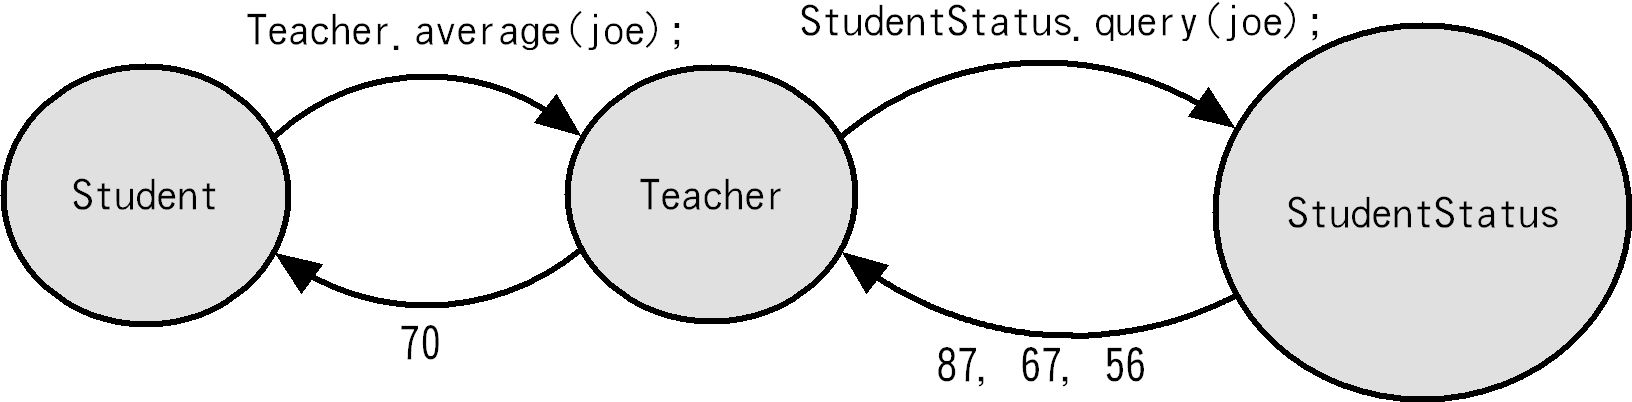 Teacher.average(joe);
StudentStatus.query(joe);
Student
Teacher
StudentStatus
70
87, 67, 56